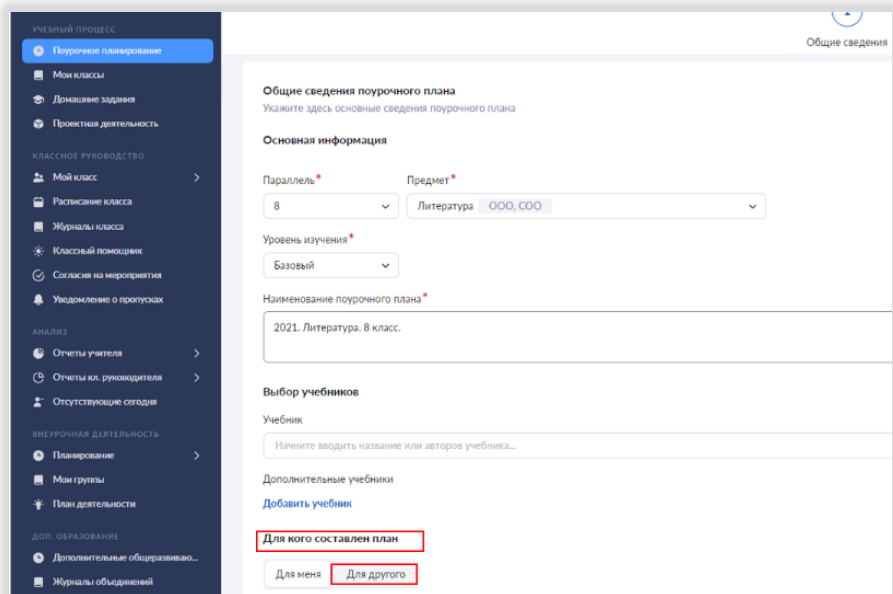 УЧЕБНЫЙ ПРОЦЕСС
Поурочное планирование
Мои классы
Домашние задания
Проектная деятельность
КЛАССНОЕ РУКОВОДСТВО
Мой класс
Расписание класса
Журналы класса
Классный помощник
Согласия на мероприятия
Уведомление о пропусках
АНАЛИЗ
Отчеты учителя
Отчеты кл. руководителя
Отсутствующие сегодня
ВНЕУРОЧНАЯ ДЕЯТЕЛЬНОСТЬ
Планирование
Мои группы
План деятельности
ДОП. ОБРАЗОВАНИЕ
Дополнительные общеразвиваю...
Журналы объединений
Общие сведения
Общие сведения поурочного плана
Укажите здесь основные сведения поурочного плана
Основная информация
Параллель* Предмет*
8 Литература ООО, СОО
Уровень изучения*
Базовый
Наименование поурочного плана*
2021. Литература. 8 класс.
Выбор учебников
Учебник
Начните вводить название или авторов учебника...
Дополнительные учебники
Добавить учебник
Для кого составлен план
Для меня Для другого